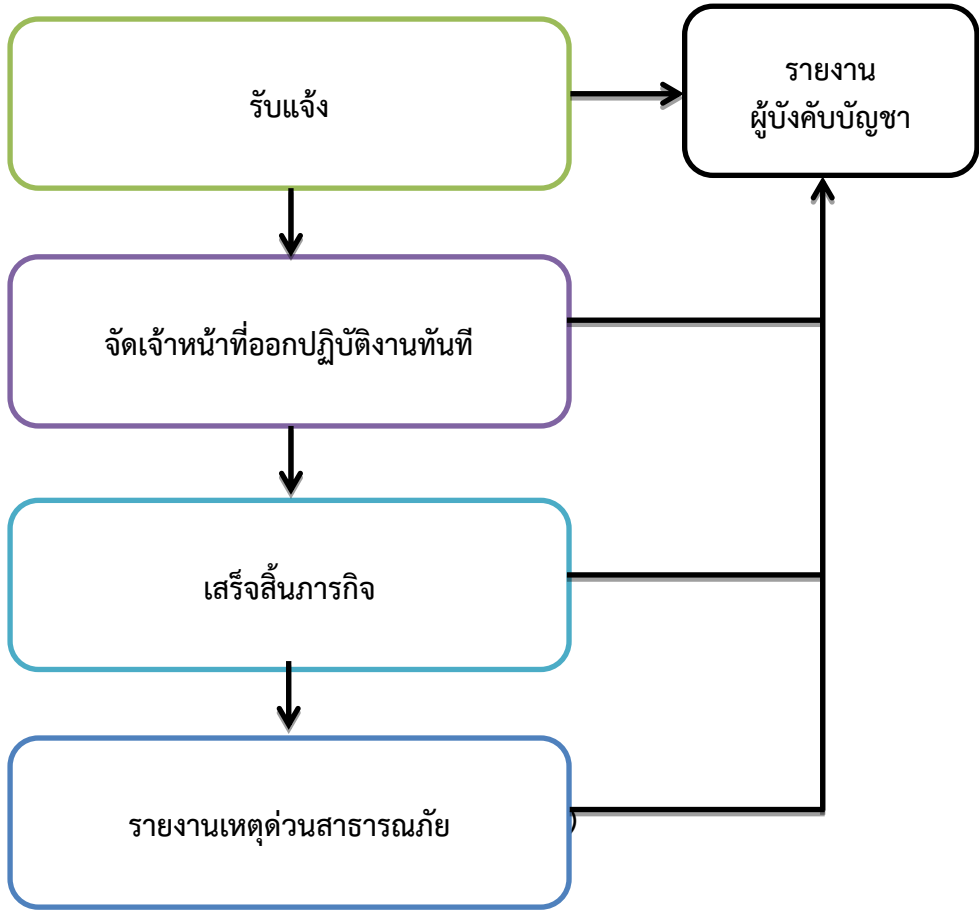 รับแจ้ง
รายงาน
ผู้บังคับบัญชา
จัดเจ้าหน้าที่ออกปฏิบัติงานทันที
เสร็จสิ้นภารกิจ
รายงานเหตุด่วนสาธารณภัย